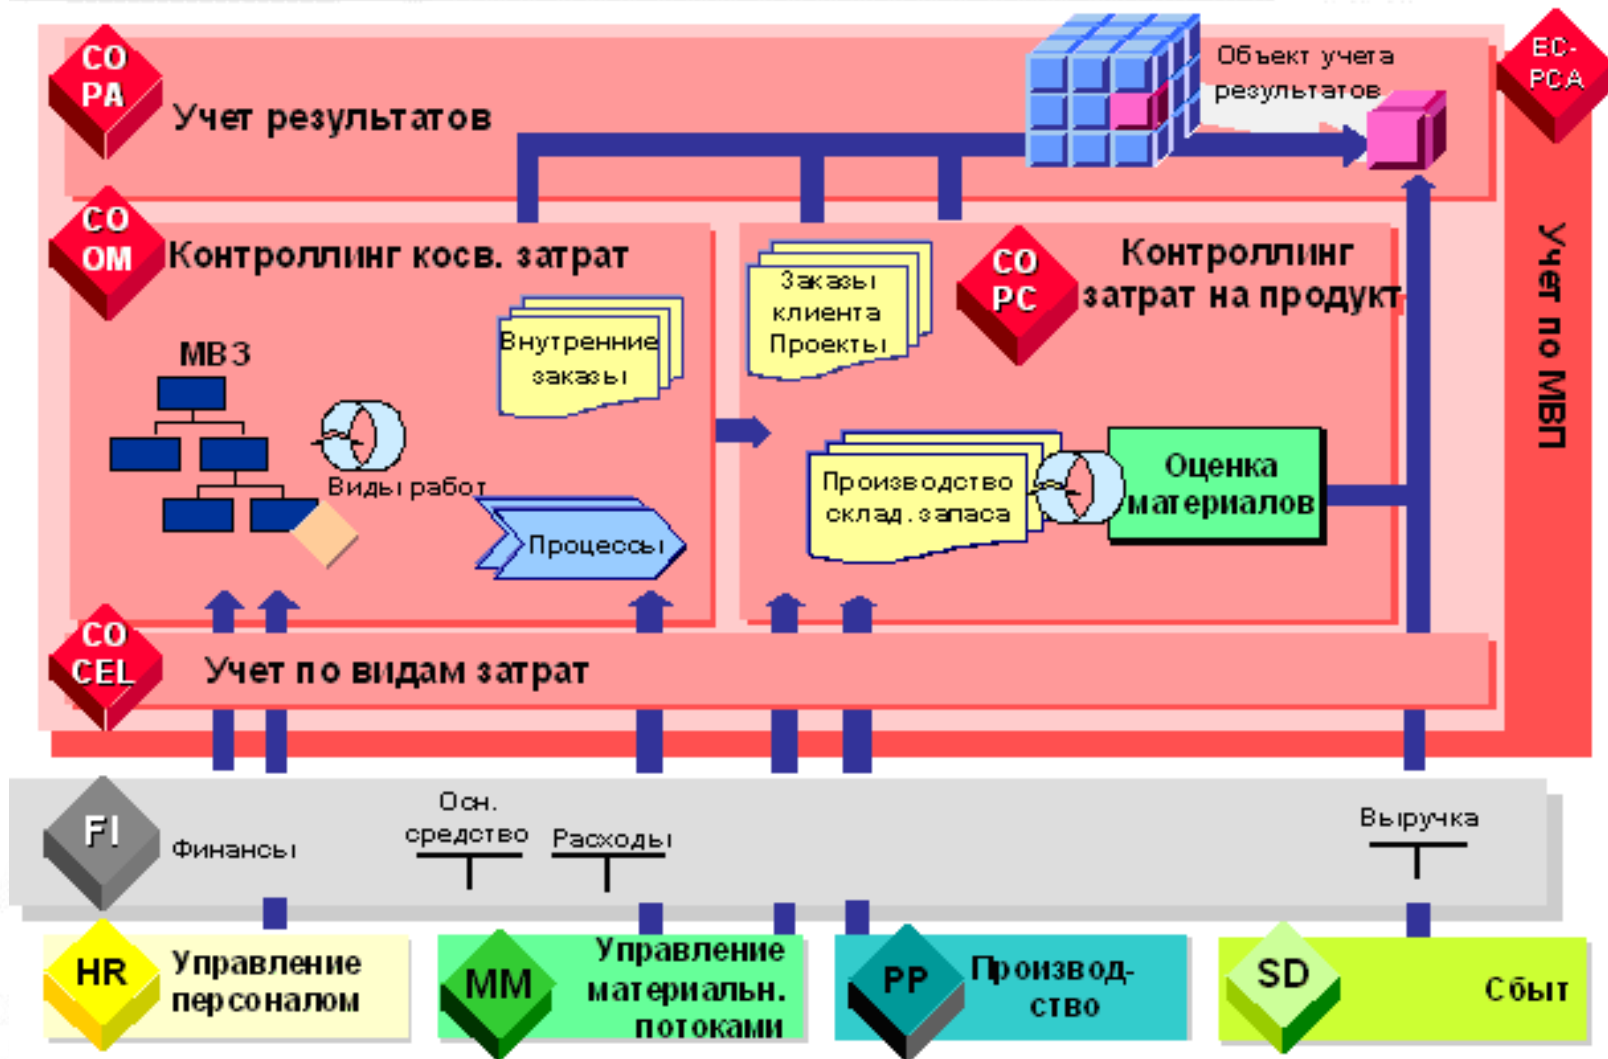 CO
PA
Учет результатов
Объект учета
результатов
EC-
PCA
CO
OM
Контроллинг косв. затрат
Внутренние
заказы
МВЗ
Виды работ
Процессы
Заказы
клиента
Проекты
CO
PC
Контроллинг
затрат на продукт
Производство
склад. запаса
Оценка
материалов
Учет по МВП
CO
CEL
Учет по видам затрат
FI
Финансы
Осн.
средство
Расходы
Выручка
HR
Управление
персоналом
MM
Управление
материальн.
потоками
PP
Производ-
ство
SD
Сбыт